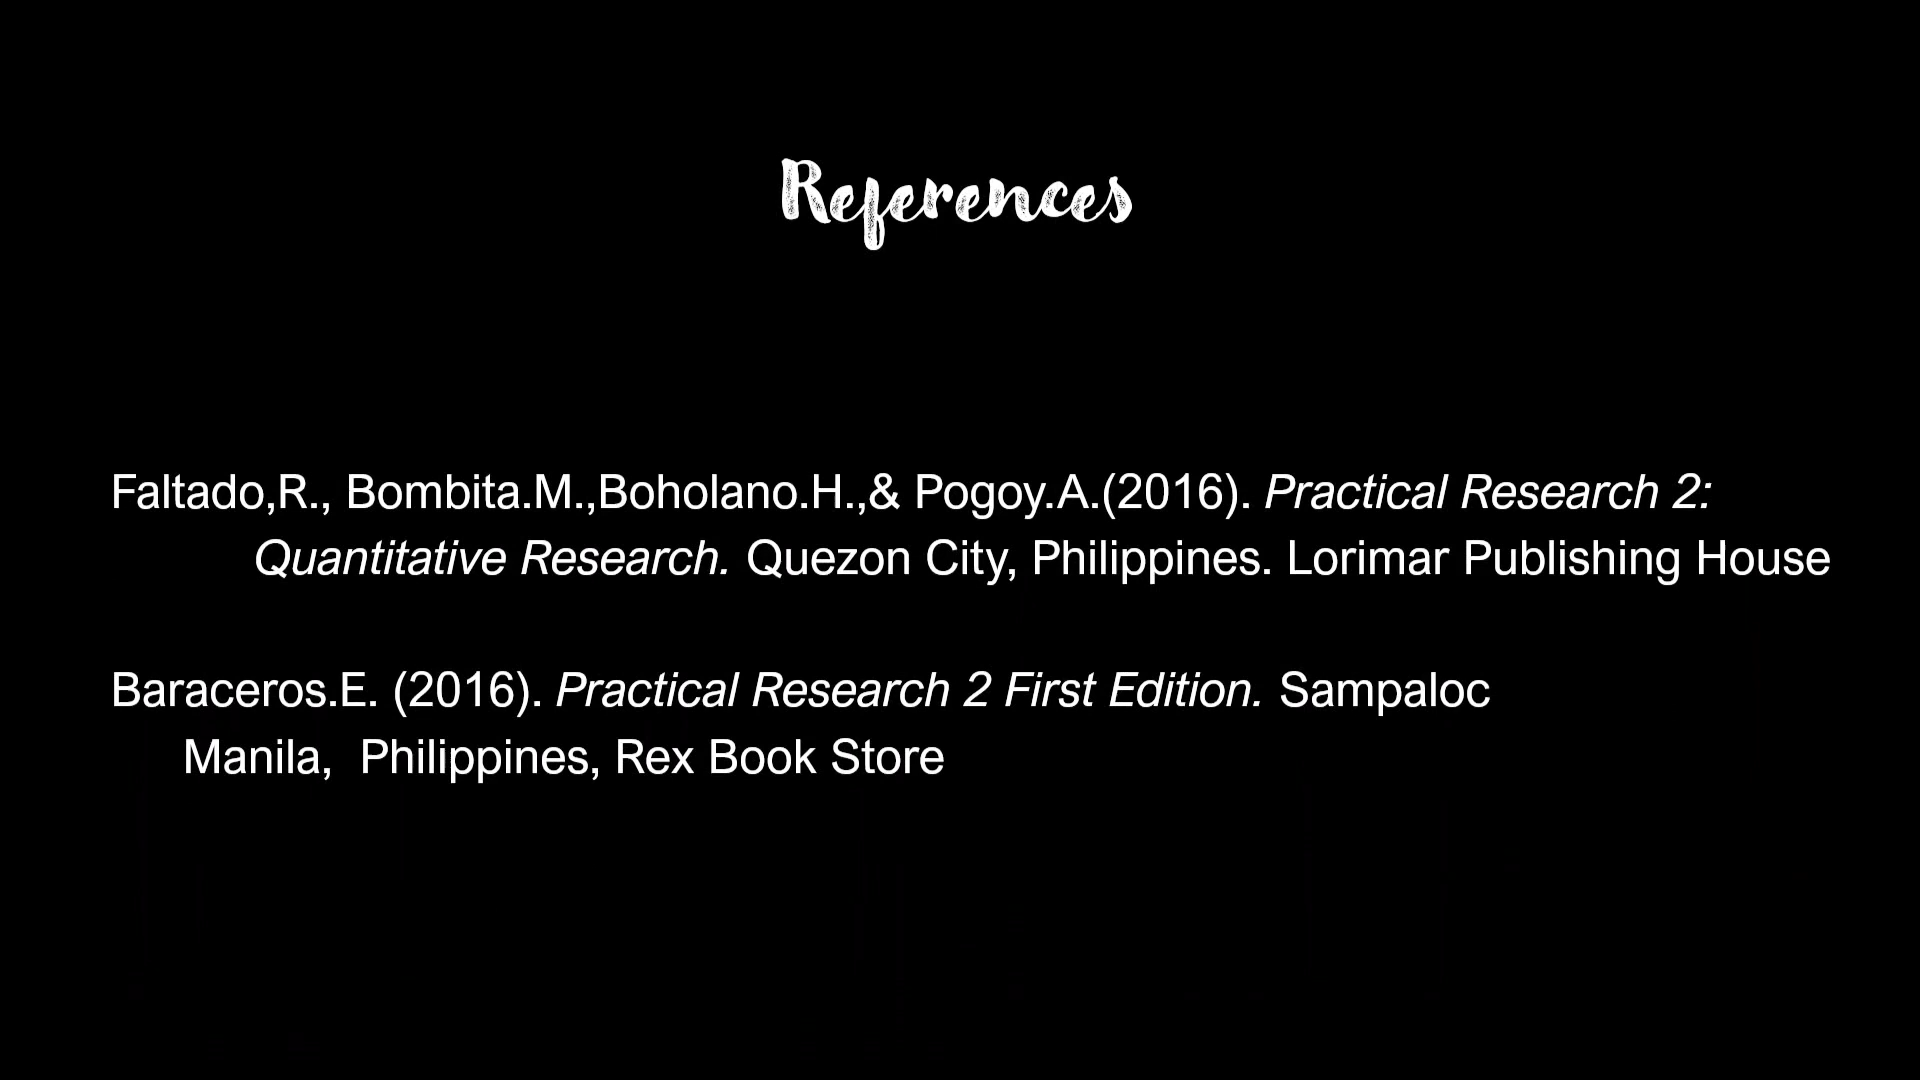 References
Faltado,R., Bombita.M.,Boholano.H.,& Pogoy.A.(2016). Practical Research 2:
Quantitative Research. Quezon City, Philippines. Lorimar Publishing House
Baraceros.E. (2016). Practical Research 2 First Edition. Sampaloc
Manila,  Philippines, Rex Book Store